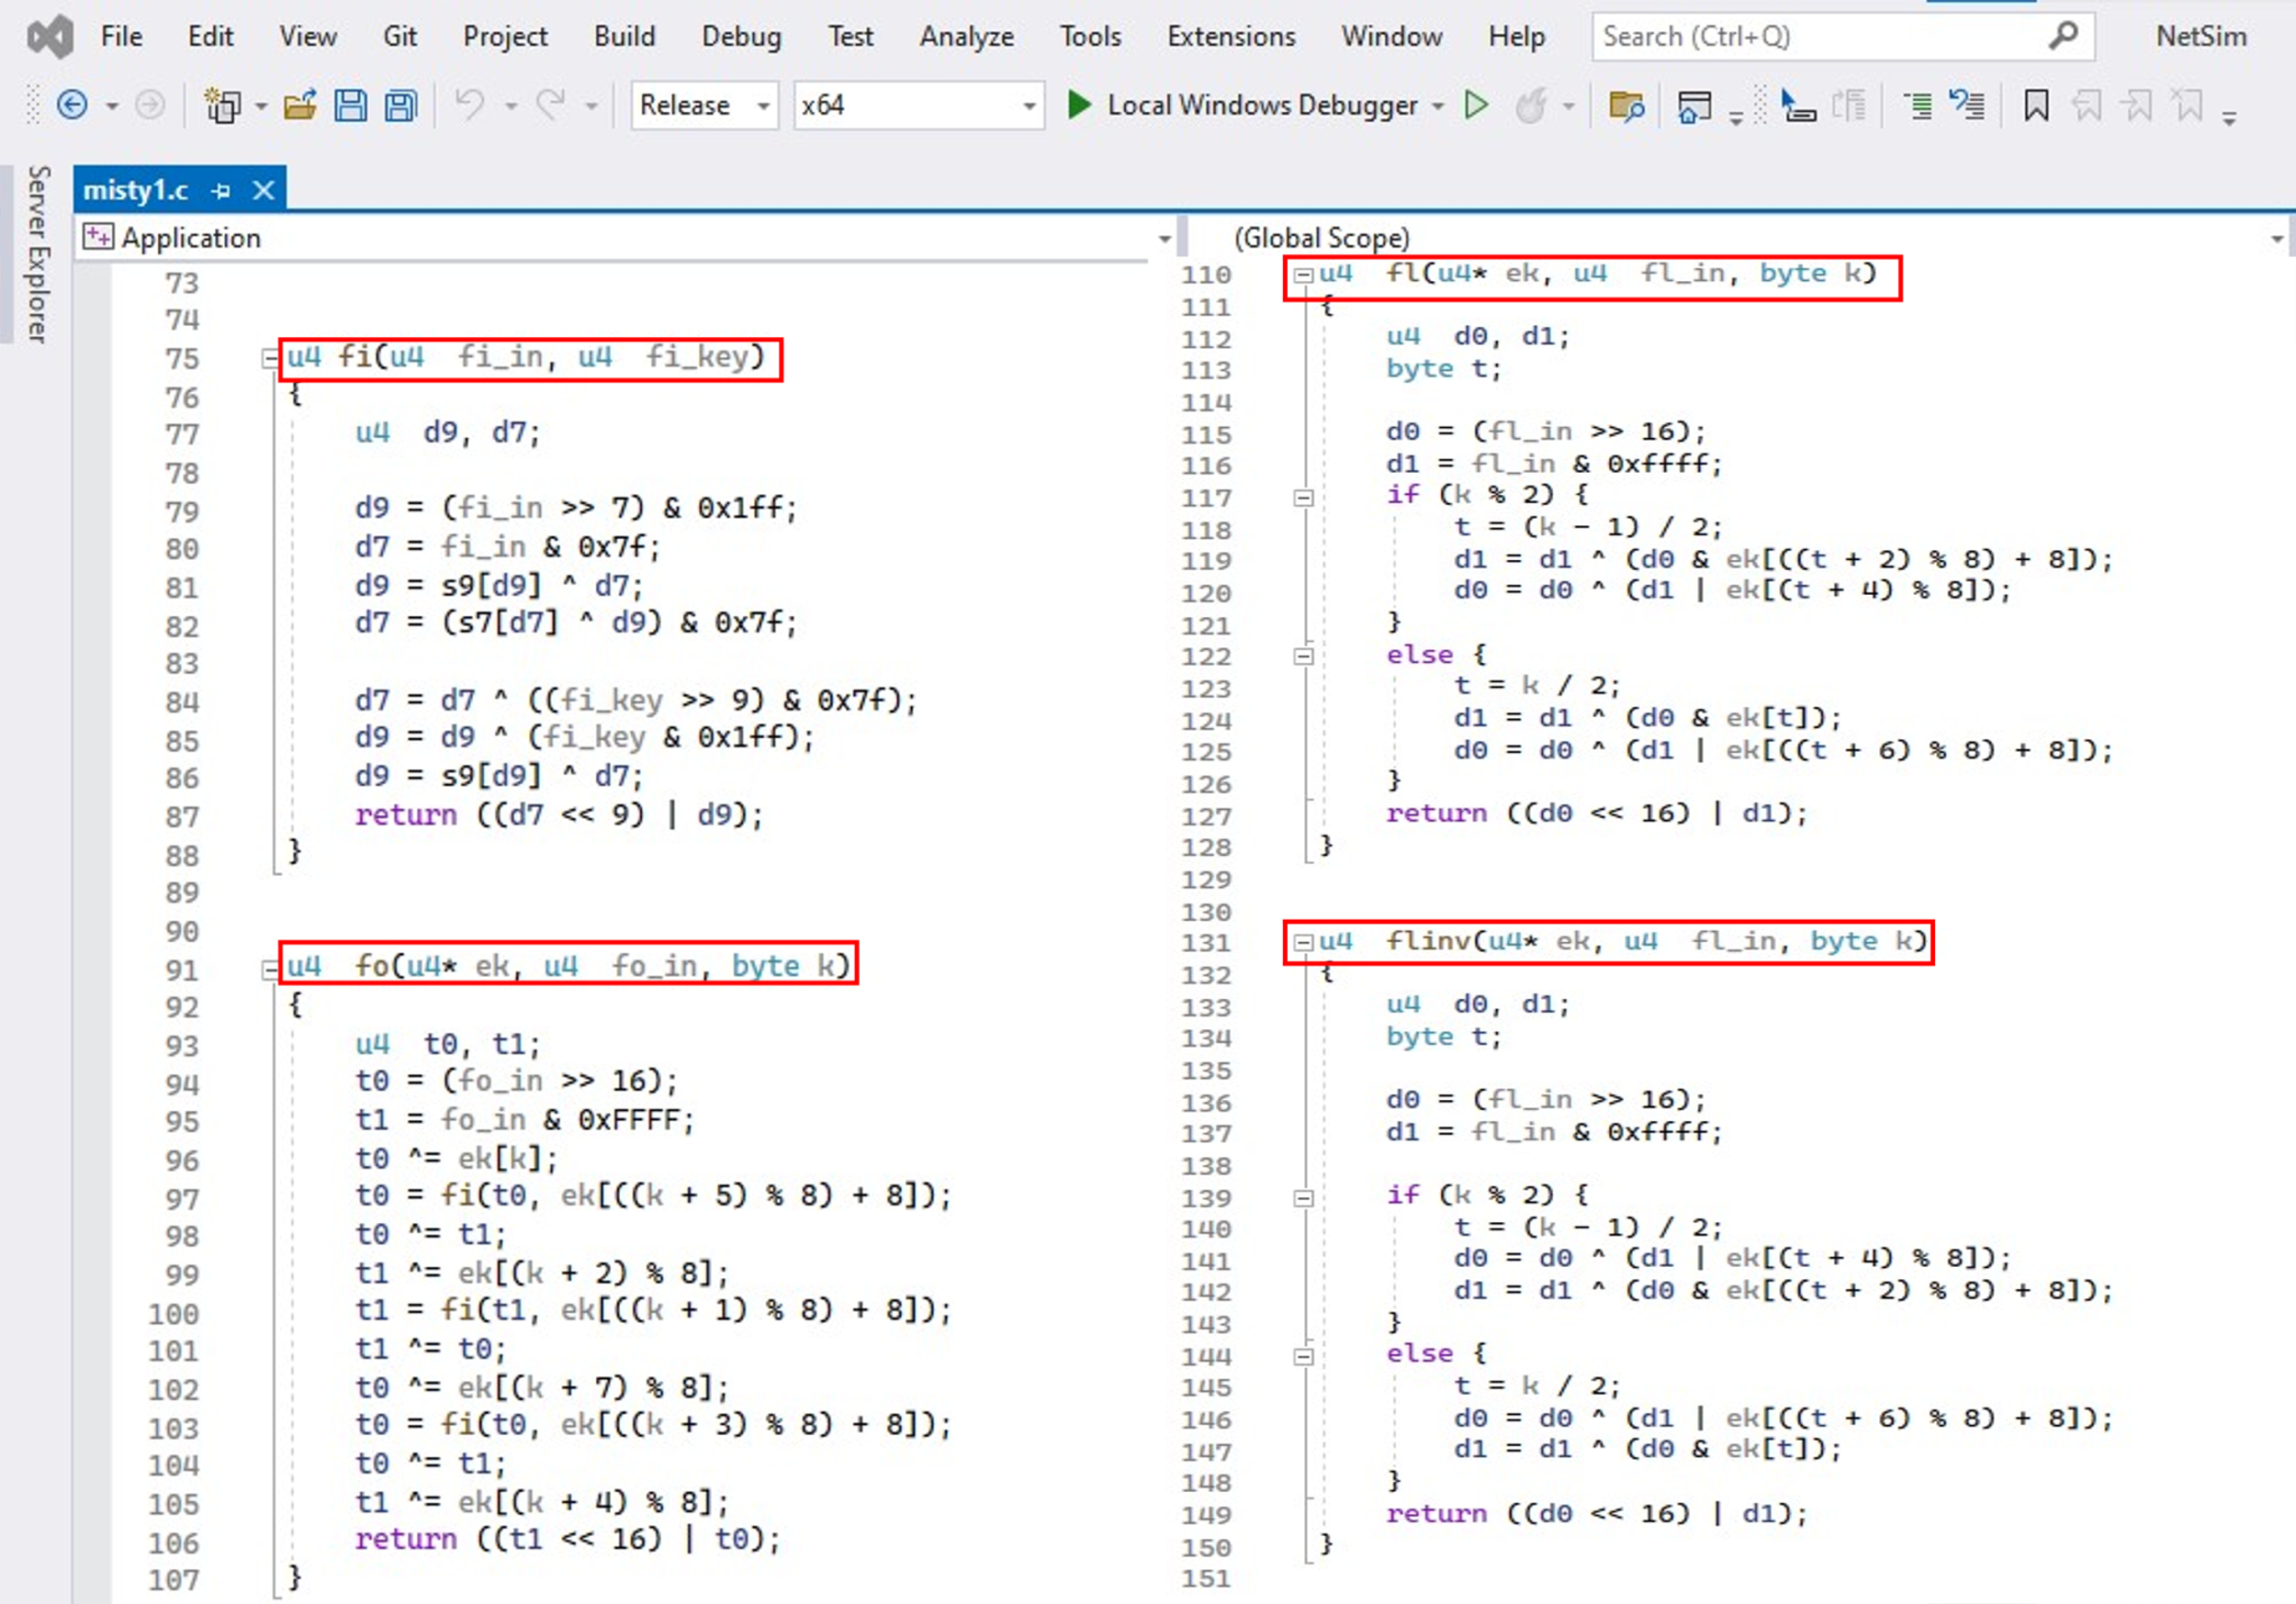 File Edit View Git Project Build Debug Test Analyze Tools Extensions Window Help Search (Ctrl+Q) NetSim
Release x64 Local Windows Debugger
Server Explorer
misty1.c
Application
(Global Scope)
73
74
75 u4 fi(u4  fi_in, u4  fi_key)
76 {
77     u4  d9, d7;
78
79     d9 = (fi_in >> 7) & 0x1ff;
80     d7 = fi_in & 0x7f;
81     d9 = s9[d9] ^ d7;
82     d7 = (s7[d7] ^ d9) & 0x7f;
83
84     d7 = d7 ^ ((fi_key >> 9) & 0x7f);
85     d9 = d9 ^ (fi_key & 0x1ff);
86     d9 = s9[d9] ^ d7;
87     return ((d7 << 9) | d9);
88 }
89
90
91 u4  fo(u4* ek, u4  fo_in, byte k)
92 {
93     u4  t0, t1;
94     t0 = (fo_in >> 16);
95     t1 = fo_in & 0xFFFF;
96     t0 ^= ek[k];
97     t0 = fi(t0, ek[((k + 5) % 8) + 8]);
98     t0 ^= t1;
99     t1 ^= ek[(k + 2) % 8];
100     t1 = fi(t1, ek[((k + 1) % 8) + 8]);
101     t1 ^= t0;
102     t0 ^= ek[(k + 7) % 8];
103     t0 = fi(t0, ek[((k + 3) % 8) + 8]);
104     t0 ^= t1;
105     t1 ^= ek[(k + 4) % 8];
106     return ((t1 << 16) | t0);
107 }
110 u4  fl(u4* ek, u4  fl_in, byte k)
111 {
112     u4  d0, d1;
113     byte t;
114
115     d0 = (fl_in >> 16);
116     d1 = fl_in & 0xffff;
117     if (k % 2) {
118         t = (k - 1) / 2;
119         d1 = d1 ^ (d0 & ek[((t + 2) % 8) + 8]);
120         d0 = d0 ^ (d1 | ek[(t + 4) % 8]);
121     }
122     else {
123         t = k / 2;
124         d1 = d1 ^ (d0 & ek[t]);
125         d0 = d0 ^ (d1 | ek[((t + 6) % 8) + 8]);
126     }
127     return ((d0 << 16) | d1);
128 }
129
130
131 u4  flinv(u4* ek, u4  fl_in, byte k)
132 {
133     u4  d0, d1;
134     byte t;
135
136     d0 = (fl_in >> 16);
137     d1 = fl_in & 0xffff;
138
139     if (k % 2) {
140         t = (k - 1) / 2;
141         d0 = d0 ^ (d1 | ek[(t + 4) % 8]);
142         d1 = d1 ^ (d0 & ek[((t + 2) % 8) + 8]);
143     }
144     else {
145         t = k / 2;
146         d0 = d0 ^ (d1 | ek[((t + 6) % 8) + 8]);
147         d1 = d1 ^ (d0 & ek[t]);
148     }
149     return ((d0 << 16) | d1);
150 }
151